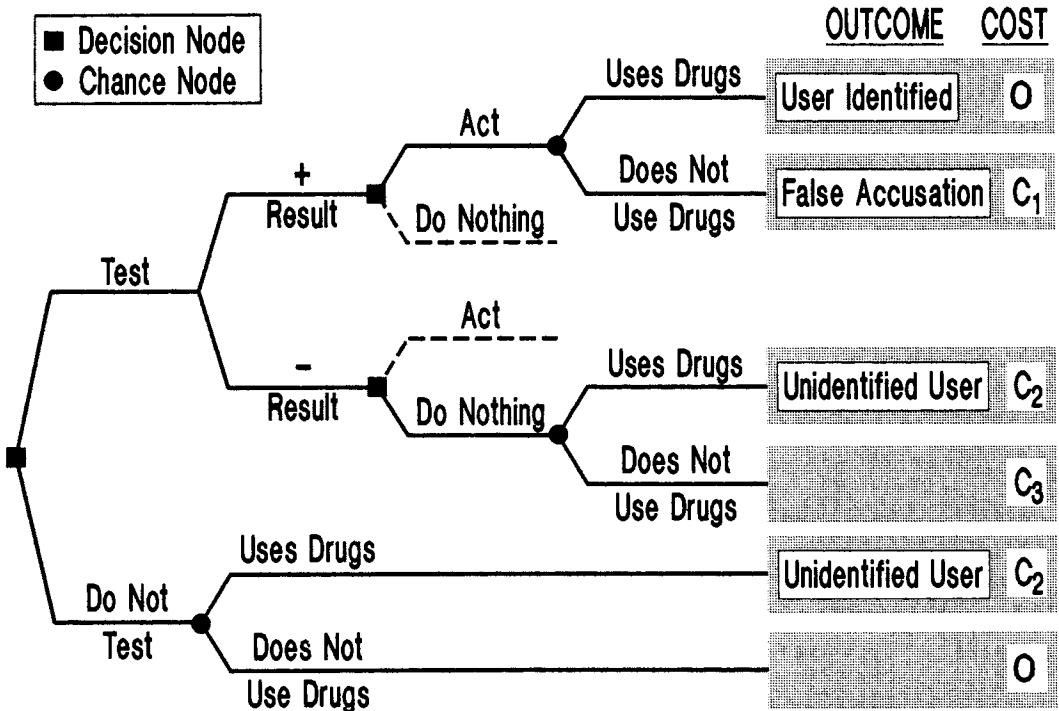 OUTCOME COST
Decision Node
Chance Node
Uses Drugs
User Identified O
Act
Does Not
Use Drugs
False Accusation C₁
+
Result
Do Nothing
Test
Act
-
Result
Uses Drugs
Unidentified User C₂
Do Nothing
Does Not
Use Drugs
C₃
Uses Drugs
Unidentified User C₂
Do Not
Test
Does Not
Use Drugs
O